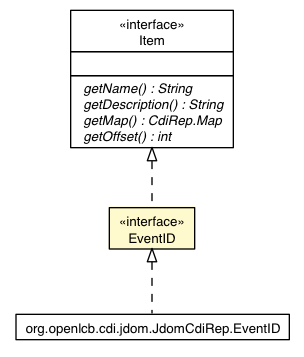 «interface»
Item
getName() : String
getDescription() : String
getMap() : CdiRep.Map
getOffset() : int
«interface»
EventID
org.openlcb.cdi.jdom.JdomCdiRep.EventID